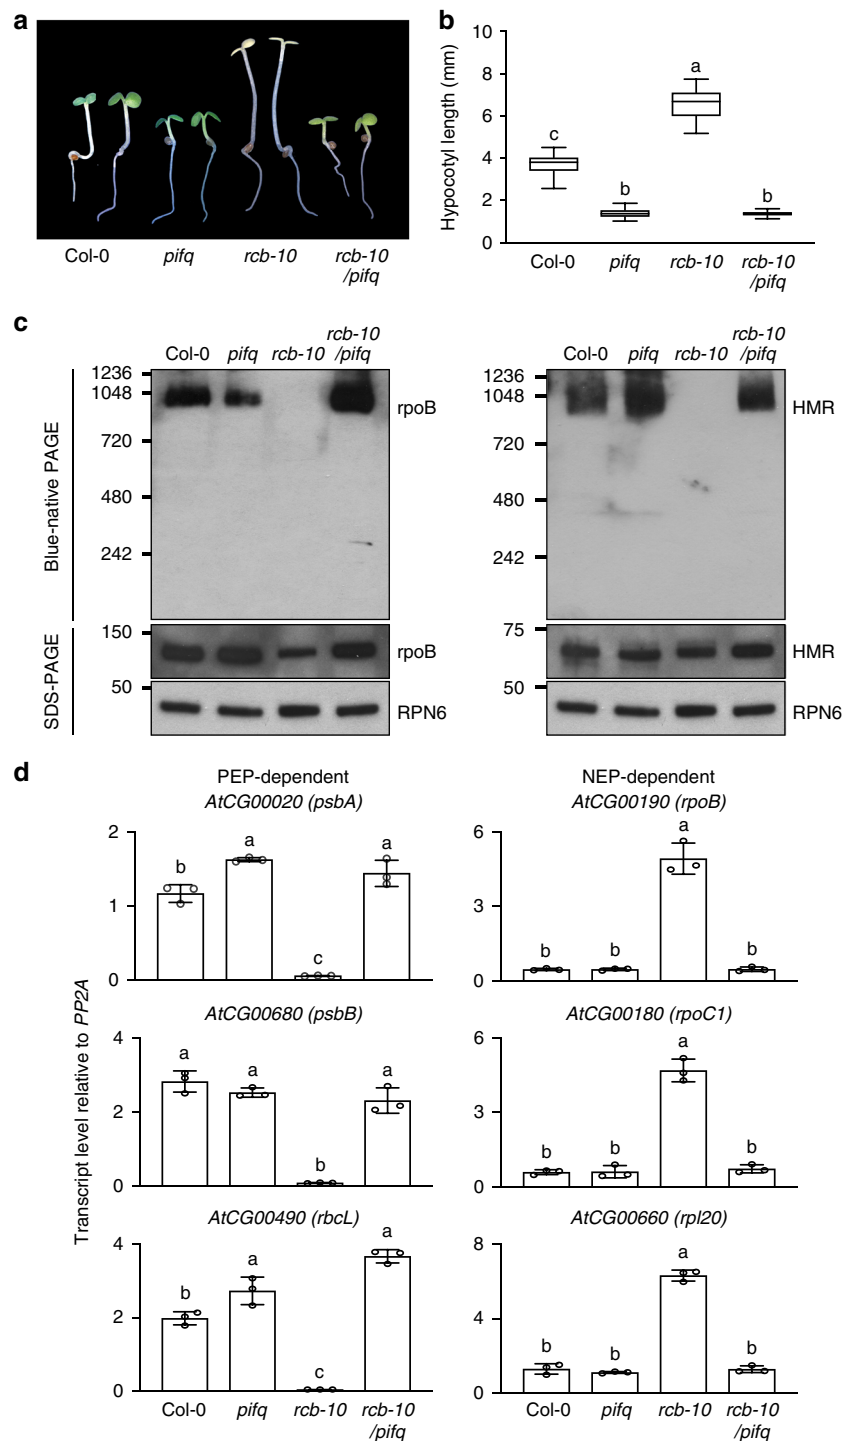 a
Col-0 pifq rcb-10 rcb-10
/pifq
b
Hypocotyl length (mm)
10
8
6
4
2
0
c
b
a
b
Col-0 pifq rcb-10 rcb-10
/pifq
c
Blue-native PAGE
SDS-PAGE
Col-0 pifq rcb-10 rcb-10
/pifq
1236
1048
720
480
242
rpoB
150
rpoB
50
RPN6
Col-0 pifq rcb-10 rcb-10
/pifq
1236
1048
720
480
242
HMR
75
HMR
50
RPN6
d
Transcript level relative to PP2A
PEP-dependent
AtCG00020 (psbA)
2
1
0
b a c a
AtCG00680 (psbB)
4
2
0
a a b a
AtCG00490 (rbcL)
4
2
0
b a c a
Col-0 pifq rcb-10 rcb-10
/pifq
NEP-dependent
AtCG00190 (rpoB)
6
3
0
b b a b
AtCG00180 (rpoC1)
6
3
0
b b a b
AtCG00660 (rpl20)
8
4
0
b b a b
Col-0 pifq rcb-10 rcb-10
/pifq